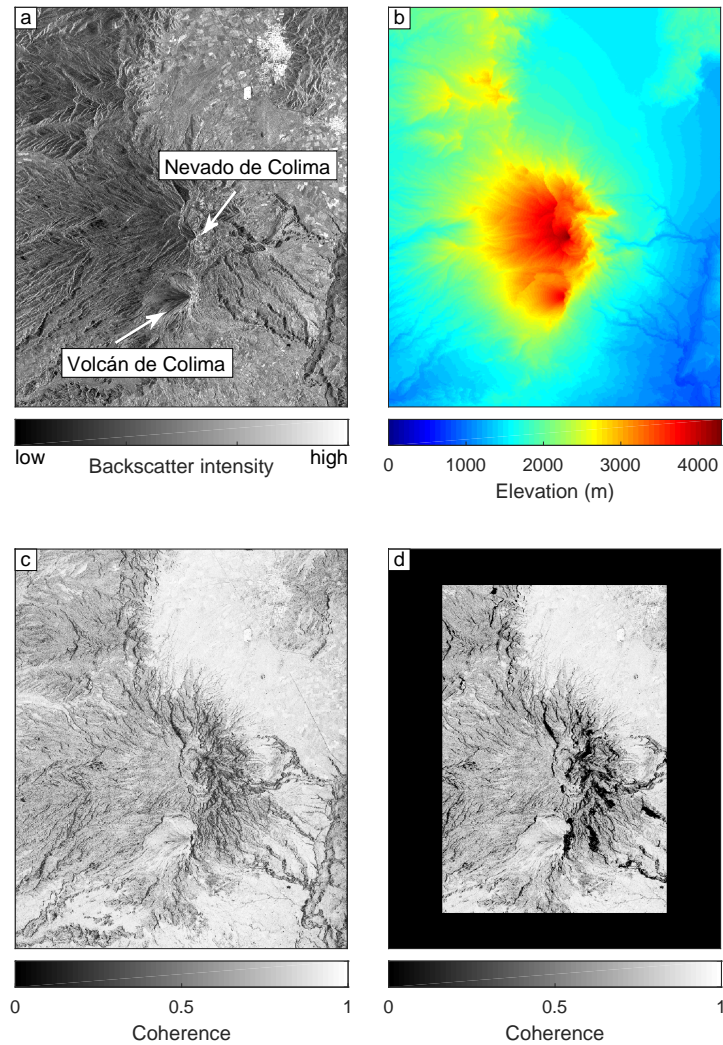 a
Nevado de Colima
Volcán de Colima
low
Backscatter intensity
high
b
0 1000 2000 3000 4000
Elevation (m)
c
0 0.5 1
Coherence
d
0 0.5 1
Coherence